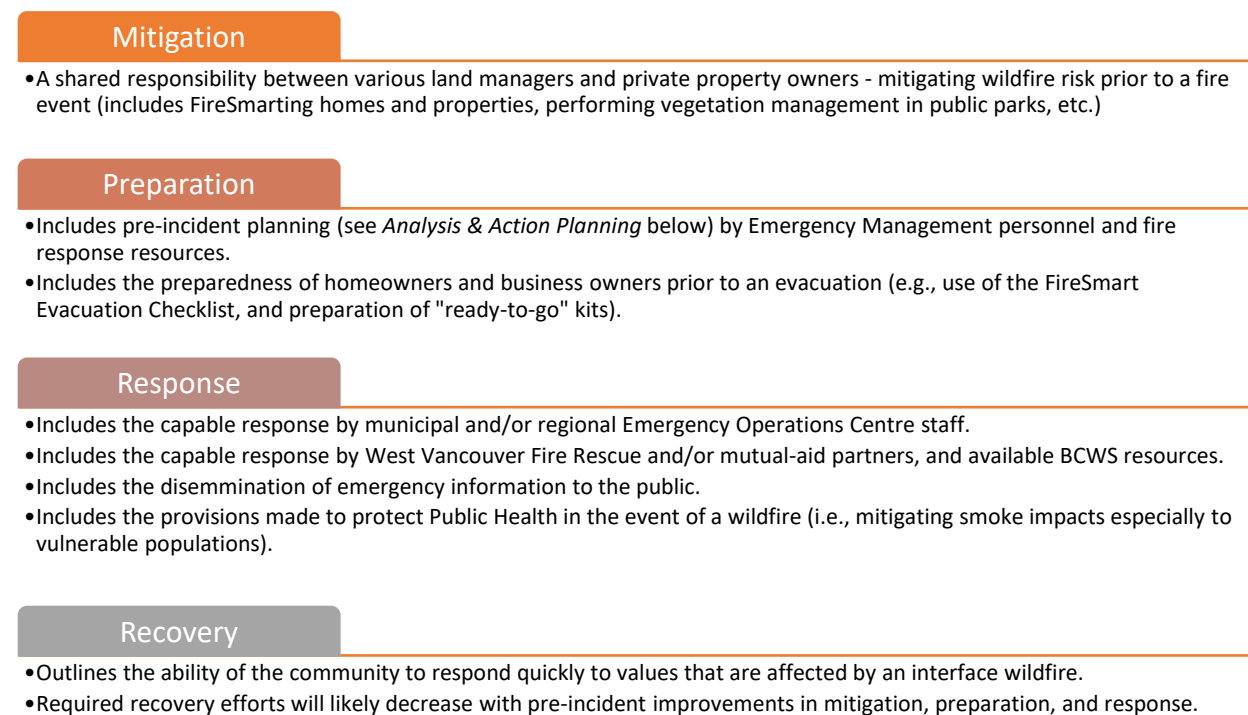 Mitigation
•A shared responsibility between various land managers and private property owners - mitigating wildfire risk prior to a fire
event (includes FireSmarting homes and properties, performing vegetation management in public parks, etc.)
Preparation
•Includes pre-incident planning (see Analysis & Action Planning below) by Emergency Management personnel and fire
response resources.
•Includes the preparedness of homeowners and business owners prior to an evacuation (e.g., use of the FireSmart
Evacuation Checklist, and preparation of "ready-to-go" kits).
Response
•Includes the capable response by municipal and/or regional Emergency Operations Centre staff.
•Includes the capable response by West Vancouver Fire Rescue and/or mutual-aid partners, and available BCWS resources.
•Includes the disemmination of emergency information to the public.
•Includes the provisions made to protect Public Health in the event of a wildfire (i.e., mitigating smoke impacts especially to
vulnerable populations).
Recovery
•Outlines the ability of the community to respond quickly to values that are affected by an interface wildfire.
•Required recovery efforts will likely decrease with pre-incident improvements in mitigation, preparation, and response.